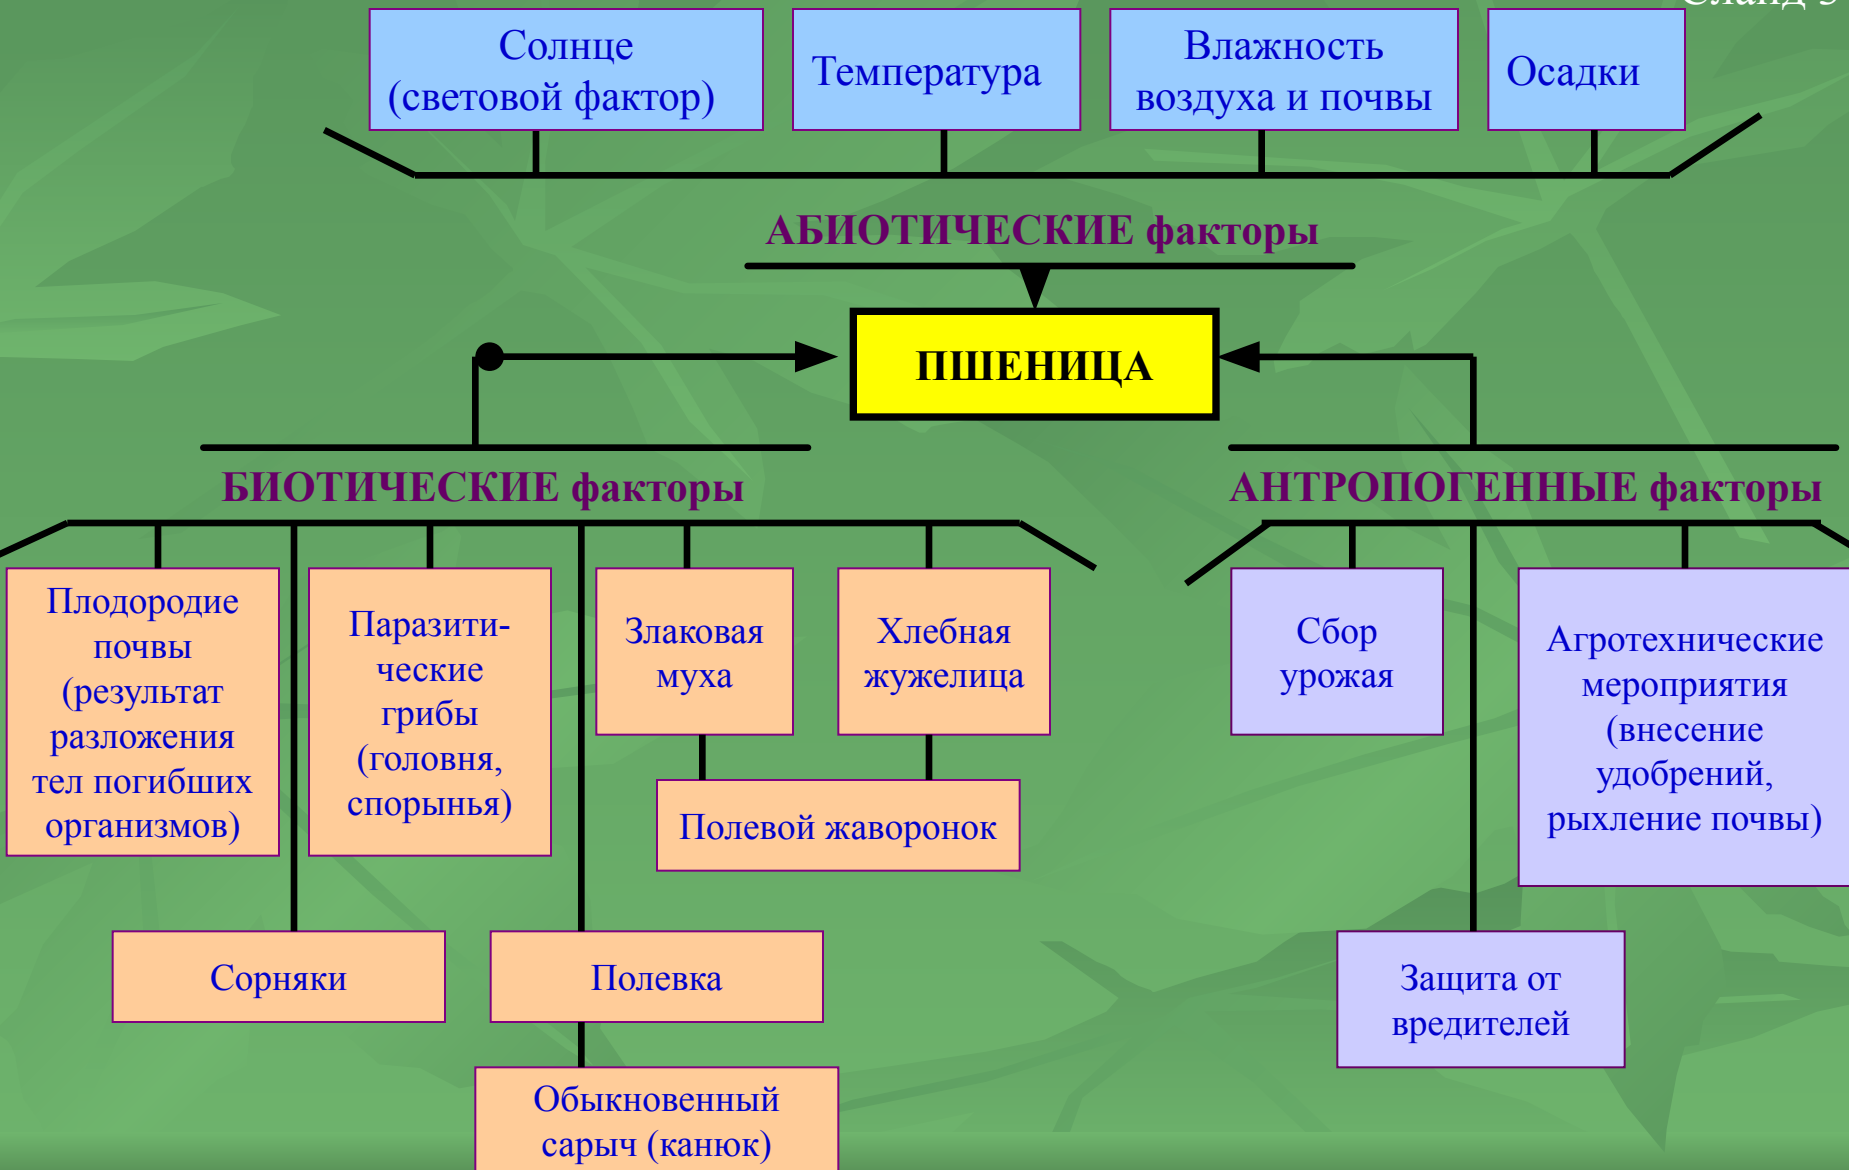 Солнце
(световой фактор)
Температура
Влажность
воздуха и почвы
Осадки
АБИОТИЧЕСКИЕ факторы
ПШЕНИЦА
БИОТИЧЕСКИЕ факторы
АНТРОПОГЕННЫЕ факторы
Плодородие
почвы
(результат
разложения
тел погибших
организмов)
Паразити-
ческие
грибы
(головня,
спорынья)
Злаковая
муха
Хлебная
жужелица
Полевой жаворонок
Сорняки
Полевка
Обыкновенный
сарыч (канюк)
Сбор
урожая
Агротехнические
мероприятия
(внесение
удобрений,
рыхление почвы)
Защита от
вредителей